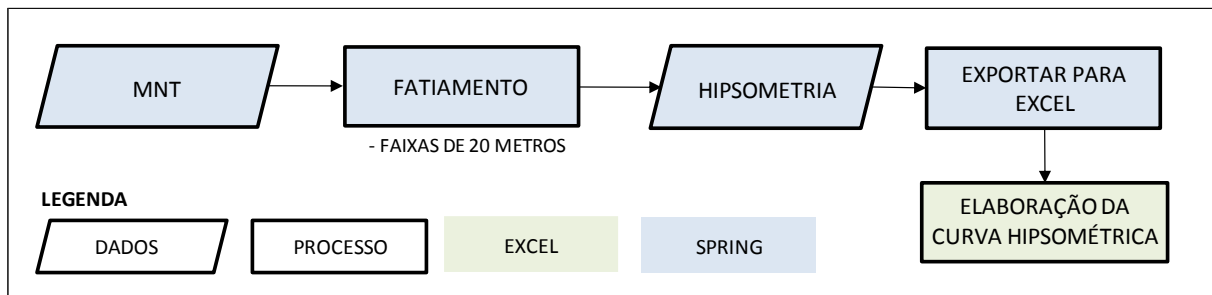 MNT
FATIAMENTO
- FAIXAS DE 20 METROS
HIPSOMETRIA
EXPORTAR PARA
EXCEL
ELABORAÇÃO DA
CURVA HIPSOMÉTRICA
LEGENDA
DADOS
PROCESSO
EXCEL
SPRING